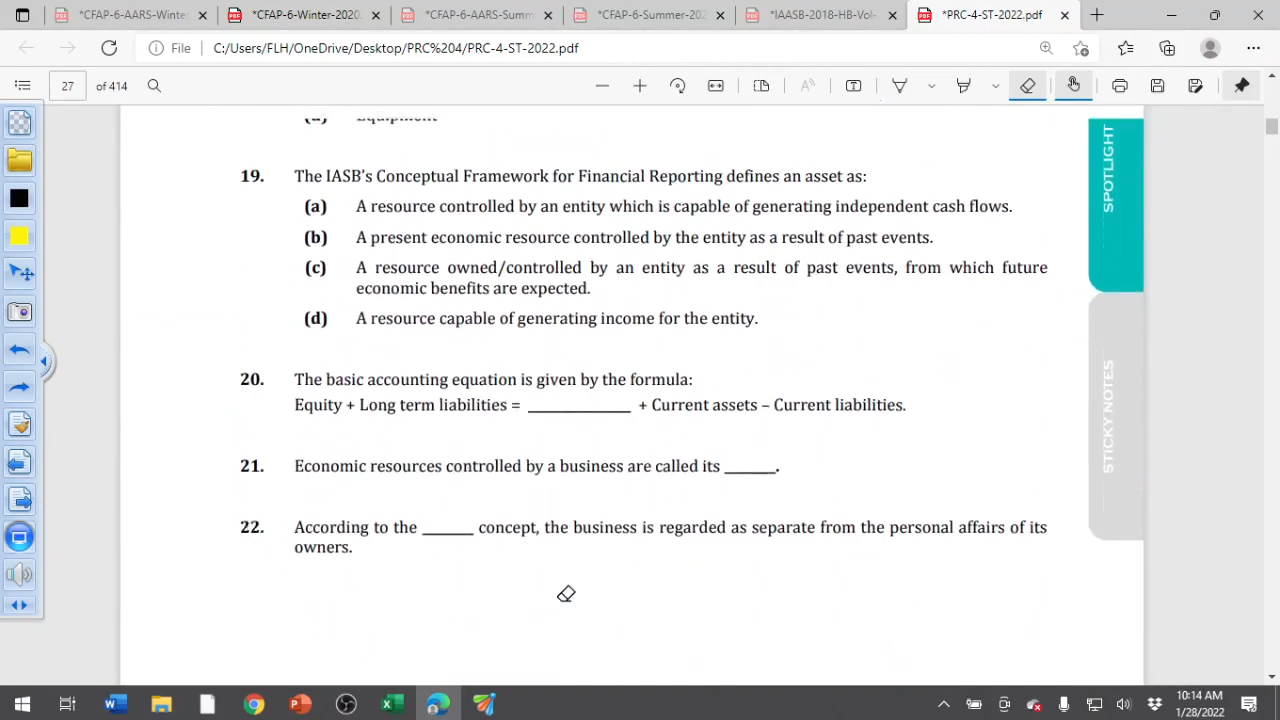 *CFAP-6-AARS-Winter
*CFAP-6-Winter-2020.
*CFAP-6-AARS-Summ
*CFAP-6-Summer-202
*IAASB-2018-HB-Vol-
*PRC-4-ST-2022.pdf
File
C:/Users/FLH/OneDrive/Desktop/PRC%204/PRC-4-ST-2022.pdf
27 of 414
(d) Equipment
19. The IASB's Conceptual Framework for Financial Reporting defines an asset as:
(a) A resource controlled by an entity which is capable of generating independent cash flows.
(b) A present economic resource controlled by the entity as a result of past events.
(c) A resource owned/controlled by an entity as a result of past events, from which future
economic benefits are expected.
(d) A resource capable of generating income for the entity.
20. The basic accounting equation is given by the formula:
Equity + Long term liabilities = _____________ + Current assets – Current liabilities.
21. Economic resources controlled by a business are called its ______.
22. According to the ______ concept, the business is regarded as separate from the personal affairs of its
owners.
SPOTLIGHT
STICKY NOTES
10:14 AM
1/28/2022